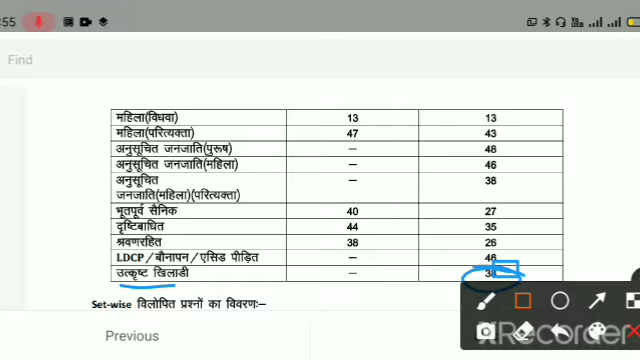 :55
Find
महिला(विधवा) 13 13
महिला(परित्यक्ता) 47 43
अनुसूचित जनजाति(पुरूष) – 48
अनुसूचित जनजाति(महिला) – 46
अनुसूचित – 38
जनजाति(महिला)(परित्यक्ता)
भूतपूर्व सैनिक 40 27
दृष्टिबाधित 44 35
श्रवणरहित 38 26
LDCP/बौनापन/एसिड पीड़ित – 46
उत्कृष्ट खिलाडी –
Set-wise विलोपित प्रश्नों का विवरणः–
Previous
XRecorder